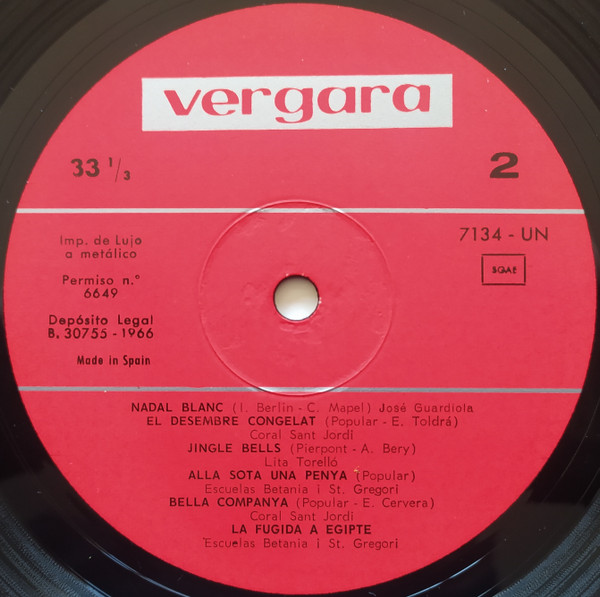 vergara
33 1/3
2
7134 - UN
SGAE
Imp. de Lujo
a metálico
Permiso n.º
6649
Depósito Legal
B. 30755 - 1966
Made in Spain
NADAL BLANC (I. Berlin - C. Mapel) José Guardiola
EL DESEMBRE CONGELAT (Popular - E. Toldrá)
Coral Sant Jordi
JINGLE BELLS (Pierpont - A. Bery)
Lita Torelló
ALLA SOTA UNA PENYA (Popular)
Escuelas Betania i St. Gregori
BELLA COMPANYA (Popular - E. Cervera)
Coral Sant Jordi
LA FUGIDA A EGIPTE
Escuelas Betania i St. Gregori